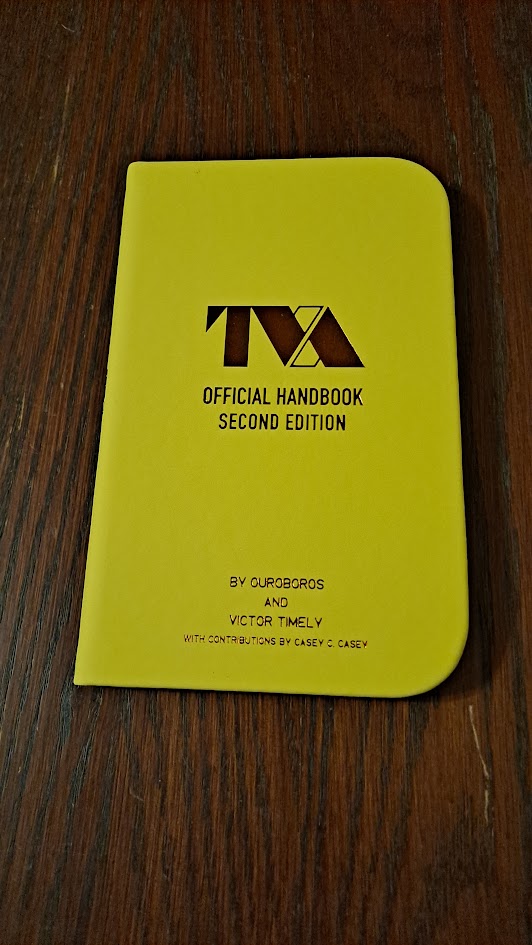 TVA
OFFICIAL HANDBOOK
SECOND EDITION
BY OUROBOROS
AND
VICTOR TIMELY
WITH CONTRIBUTIONS BY CASEY C. CASEY